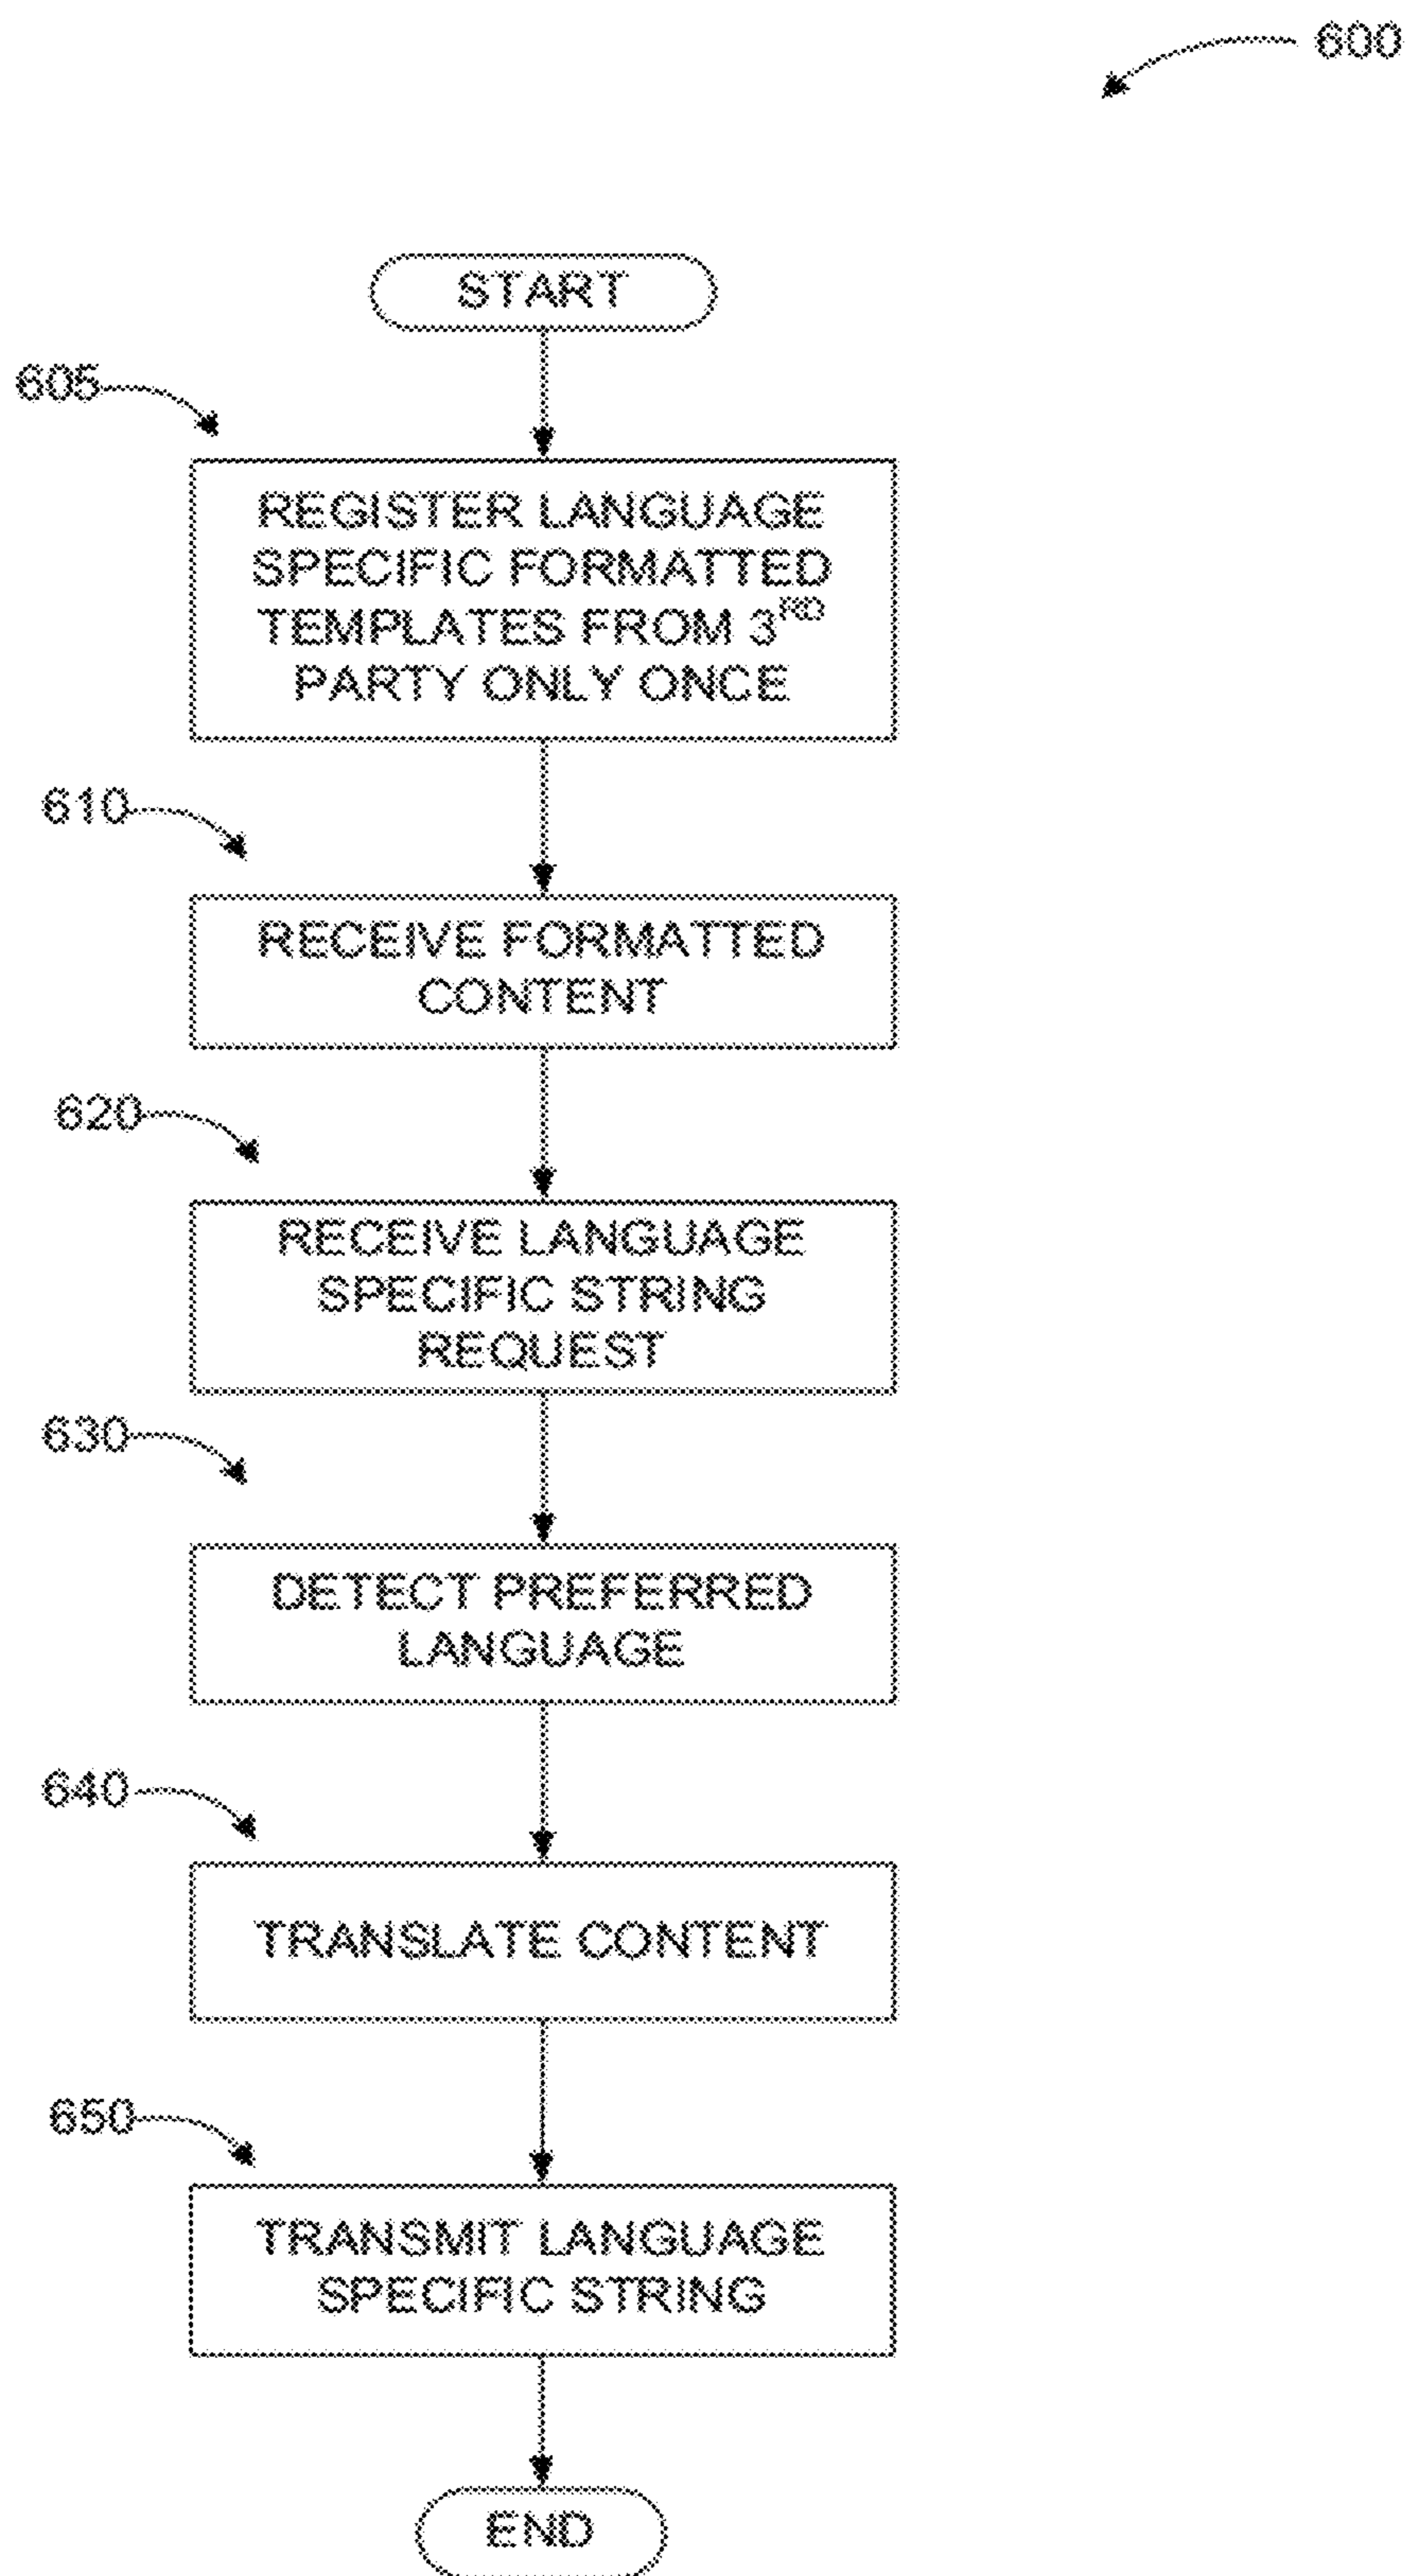 600
START
605
REGISTER LANGUAGE
SPECIFIC FORMATTED
TEMPLATES FROM 3RD
PARTY ONLY ONCE
610
RECEIVE FORMATTED
CONTENT
620
RECEIVE LANGUAGE
SPECIFIC STRING
REQUEST
630
DETECT PREFERRED
LANGUAGE
640
TRANSLATE CONTENT
650
TRANSMIT LANGUAGE
SPECIFIC STRING
END